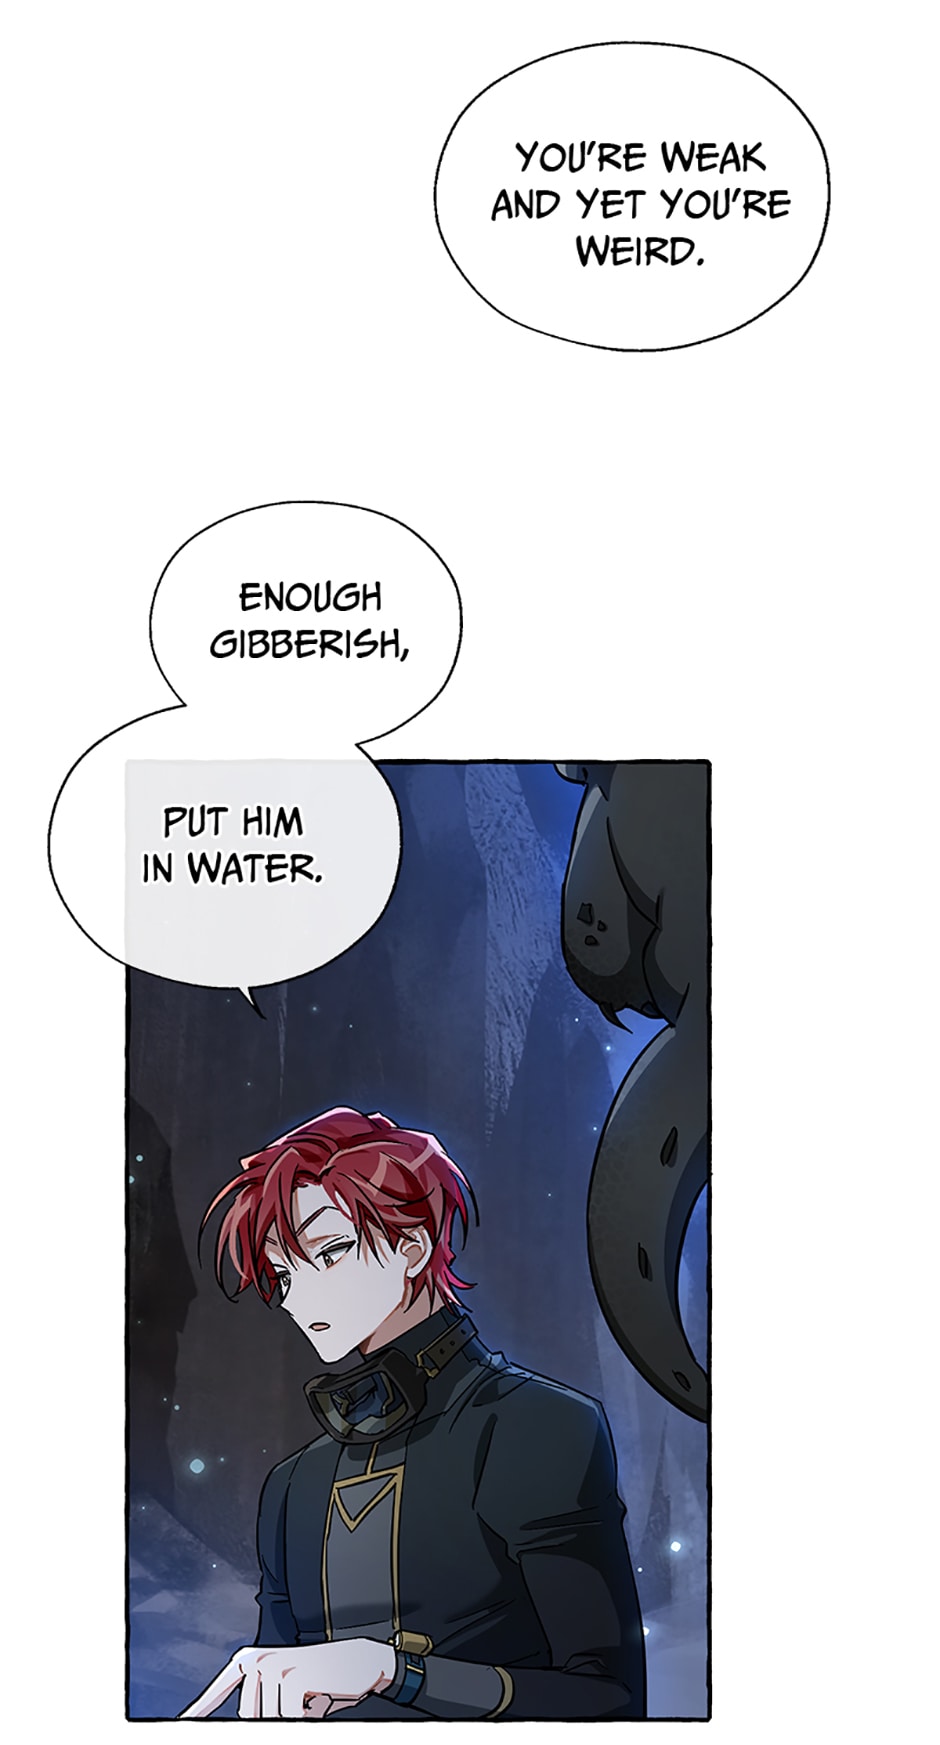 YOU'RE WEAK
AND YET YOU'RE
WEIRD.
ENOUGH
GIBBERISH,
PUT HIM
IN WATER.